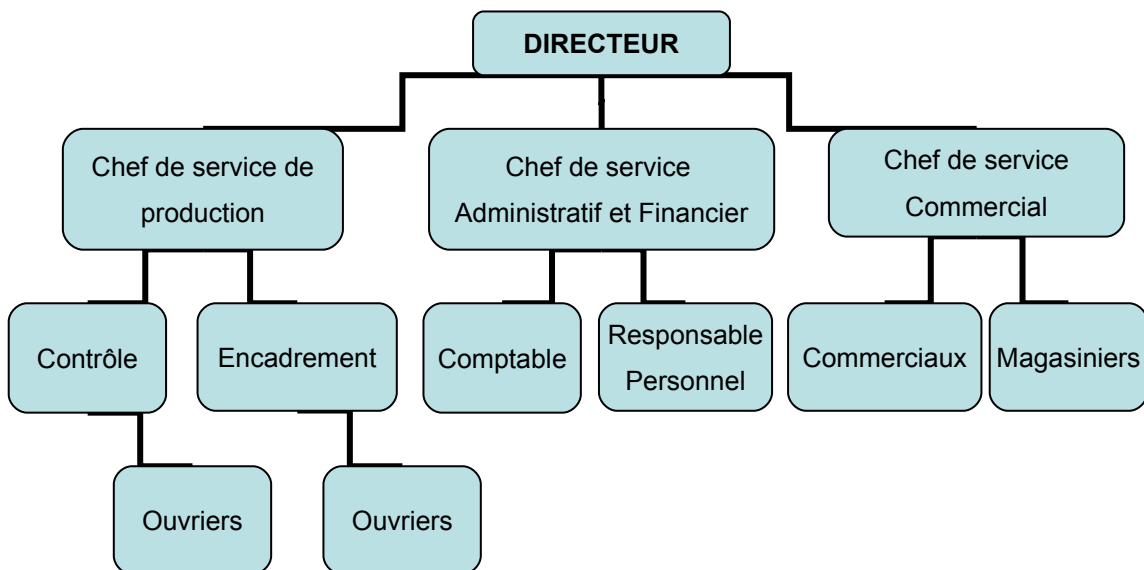 DIRECTEUR
Chef de service de
production
Chef de service
Administratif et Financier
Chef de service
Commercial
Contrôle
Encadrement
Comptable
Responsable
Personnel
Commerciaux
Magasiniers
Ouvriers
Ouvriers